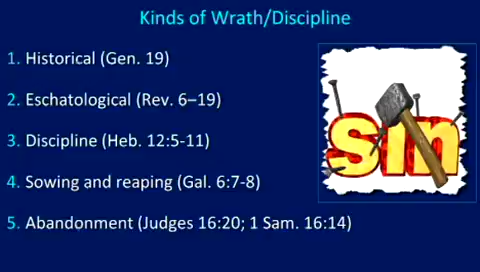 Kinds of Wrath/Discipline
1. Historical (Gen. 19)
2. Eschatological (Rev. 6–19)
3. Discipline (Heb. 12:5-11)
4. Sowing and reaping (Gal. 6:7-8)
5. Abandonment (Judges 16:20; 1 Sam. 16:14)
sin